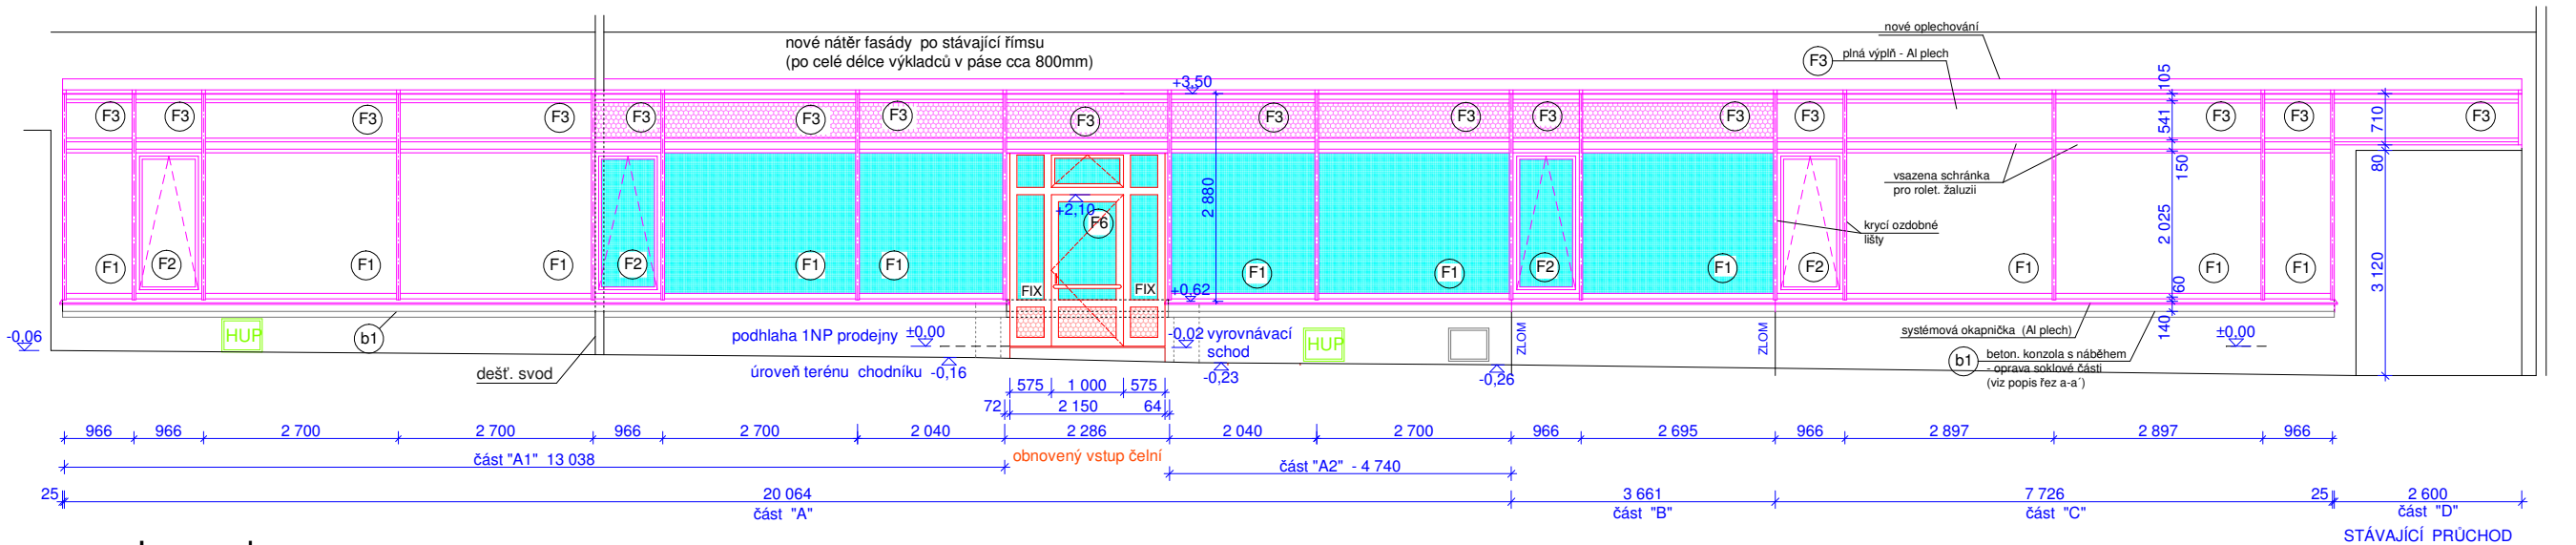 nové oplechování
nové nátěr fasády po stávající římsu
(po celé délce výkladců v páse cca 800mm)
F3 plná výplň - Al plech
+3,50
105
F3 F3 F3 F3 F3 F3 F3 F3 F3 F3 F3 F3 F3 F3 F3 F3
541
710
150
80
vsazena schránka
pro rolet. žaluzii
2 880
+2,10
F6
2 025
krycí ozdobné
lišty
F1 F2 F1 F1 F2 F1 F1 F1 F1 F2 F1 F2 F1 F1 F1
3 120
FIX FIX
+0,62
60
140
-0,06
HUP
b1
podhlaha 1NP prodejny ±0,00
-0,02 vyrovnávací
schod
HUP
ZLOM
ZLOM
systémová okapnička (Al plech)
±0,00
b1 beton. konzola s náběhem
- oprava soklové části
(viz popis řez a-a´)
dešť. svod
úroveň terénu chodníku -0,16
-0,23
-0,26
575 1 000 575
72 2 150 64
966 966 2 700 2 700 966 2 700 2 040 2 286 2 040 2 700 966 2 695 966 2 897 2 897 966
část "A1" 13 038
obnovený vstup čelní
část "A2" - 4 740
25 20 064 3 661 7 726 25 2 600
část "A" část "B" část "C" část "D"
STÁVAJÍCÍ PRŮCHOD